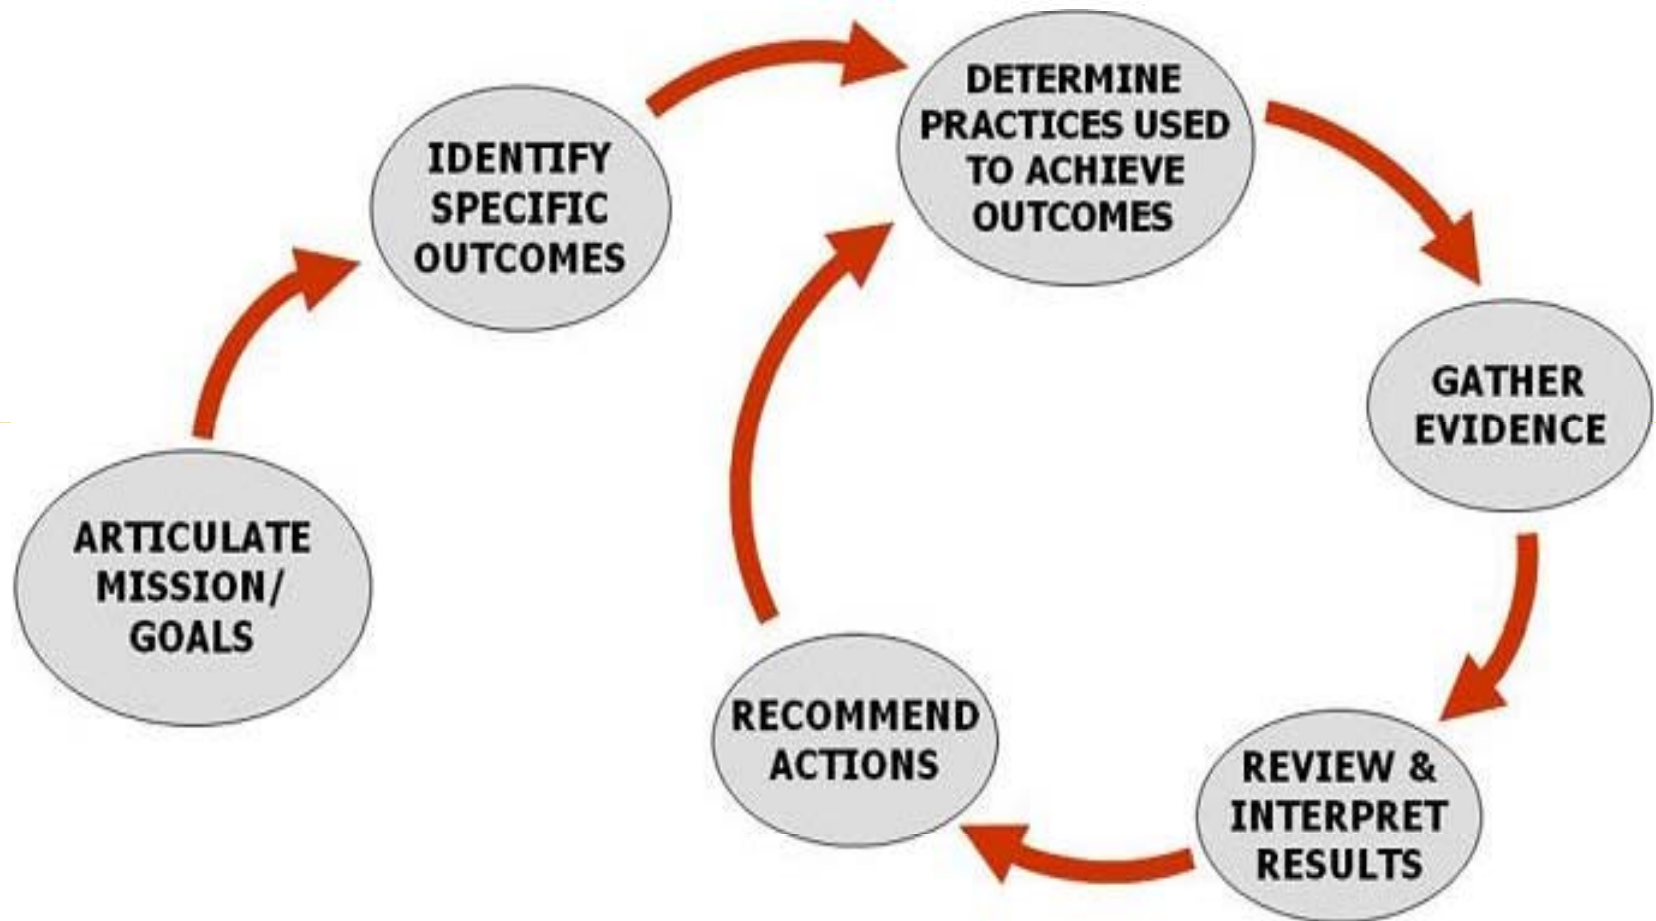 ARTICULATE
MISSION/
GOALS
IDENTIFY
SPECIFIC
OUTCOMES
DETERMINE
PRACTICES USED
TO ACHIEVE
OUTCOMES
GATHER
EVIDENCE
REVIEW &
INTERPRET
RESULTS
RECOMMEND
ACTIONS